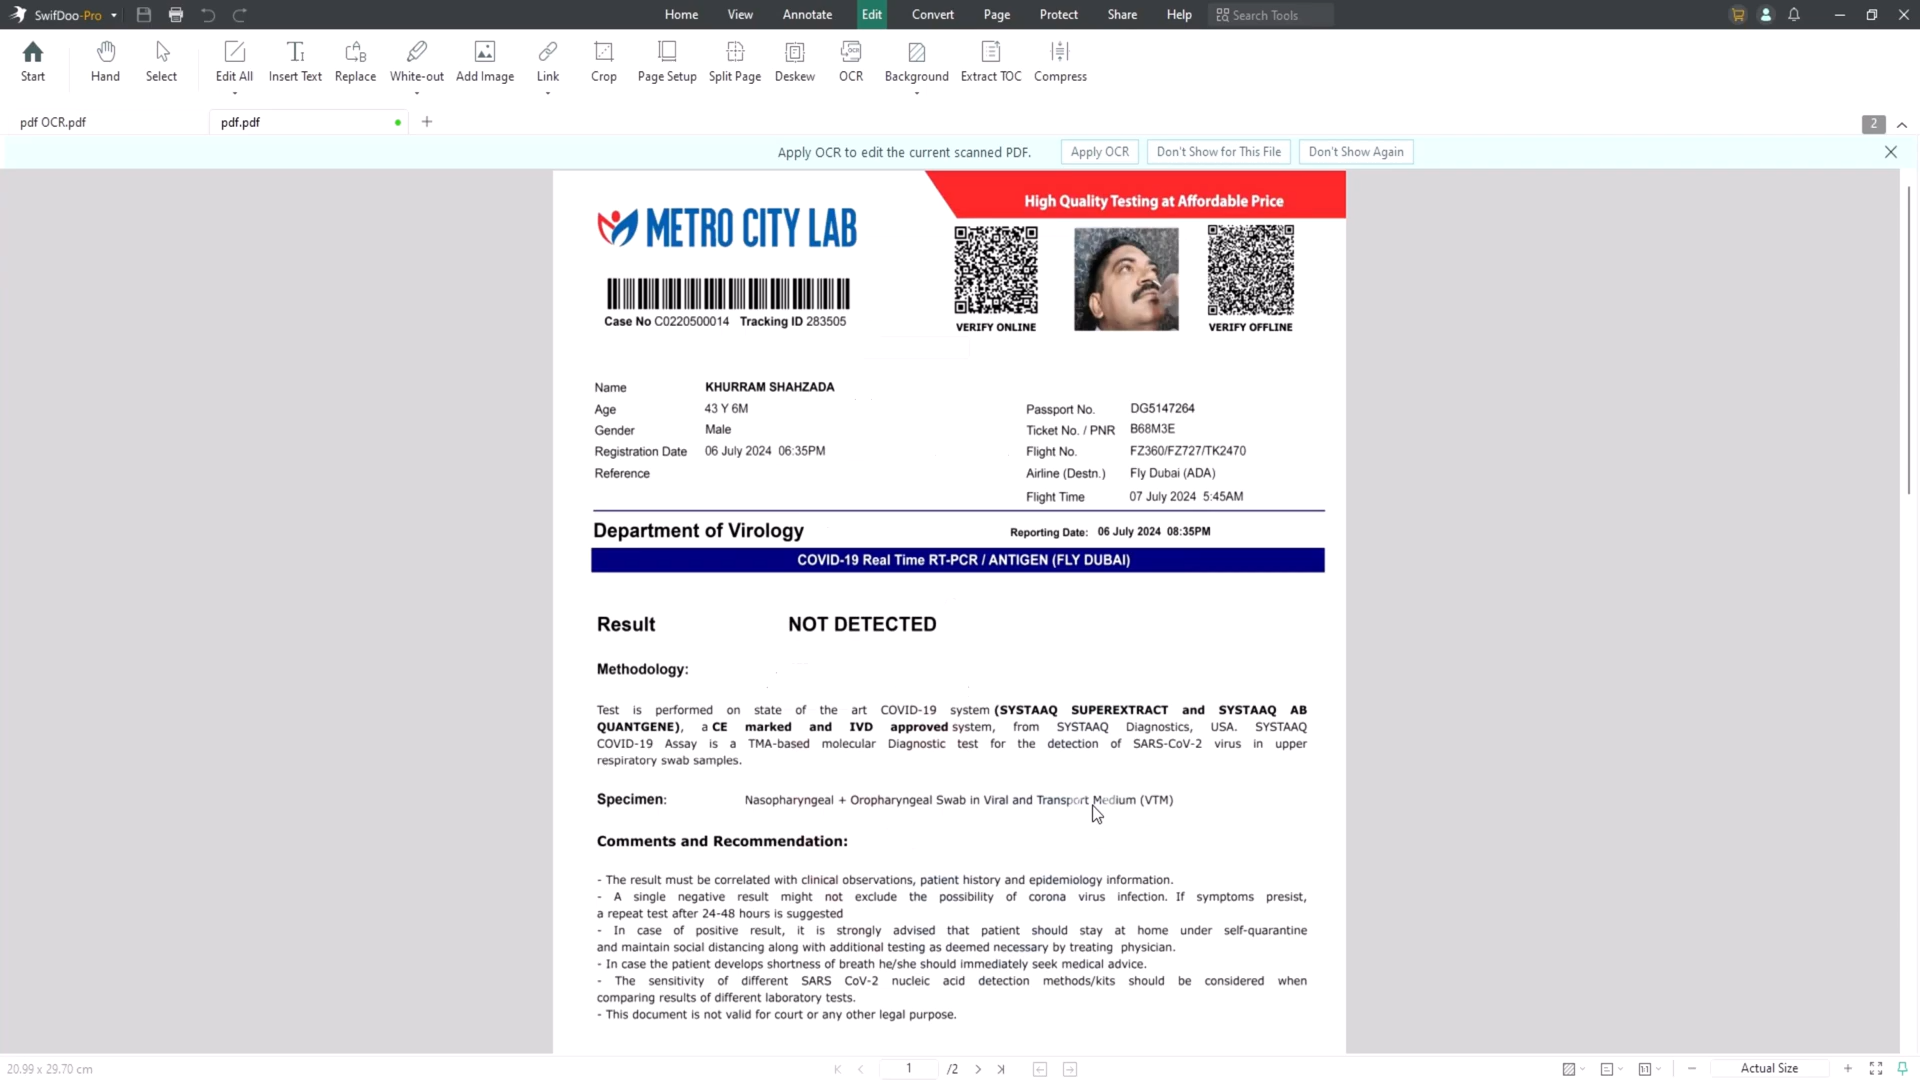 SwifDoo-Pro
Home View Annotate Edit Convert Page Protect Share Help Search Tools
Start Hand Select Edit All Insert Text Replace White-out Add Image Link Crop Page Setup Split Page Deskew OCR Background Extract TOC Compress
pdf OCR.pdf pdf.pdf 2
Apply OCR to edit the current scanned PDF. Apply OCR Don't Show for This File Don't Show Again
High Quality Testing at Affordable Price
METRO CITY LAB
Case No C0220500014 Tracking ID 283505
VERIFY ONLINE VERIFY OFFLINE
Name KHURRAM SHAHZADA
Age 43 Y 6M Passport No. DG5147264
Gender Male Ticket No. / PNR B68M3E
Registration Date 06 July 2024 06:35PM Flight No. FZ360/FZ727/TK2470
Reference Airline (Destn.) Fly Dubai (ADA)
Flight Time 07 July 2024 5:45AM
Department of Virology Reporting Date: 06 July 2024 08:35PM
COVID-19 Real Time RT-PCR / ANTIGEN (FLY DUBAI)
Result NOT DETECTED
Methodology:
Test is performed on state of the art COVID-19 system (SYSTAAQ SUPEREXTRACT and SYSTAAQ AB
QUANTGENE), a CE marked and IVD approved system, from SYSTAAQ Diagnostics, USA. SYSTAAQ
COVID-19 Assay is a TMA-based molecular Diagnostic test for the detection of SARS-CoV-2 virus in upper
respiratory swab samples.
Specimen: Nasopharyngeal + Oropharyngeal Swab in Viral and Transport Medium (VTM)
Comments and Recommendation:
- The result must be correlated with clinical observations, patient history and epidemiology information.
- A single negative result might not exclude the possibility of corona virus infection. If symptoms presist,
a repeat test after 24-48 hours is suggested
- In case of positive result, it is strongly advised that patient should stay at home under self-quarantine
and maintain social distancing along with additional testing as deemed necessary by treating physician.
- In case the patient develops shortness of breath he/she should immediately seek medical advice.
- The sensitivity of different SARS CoV-2 nucleic acid detection methods/kits should be considered when
comparing results of different laboratory tests.
- This document is not valid for court or any other legal purpose.
20.99 x 29.70 cm 1 /2 Actual Size